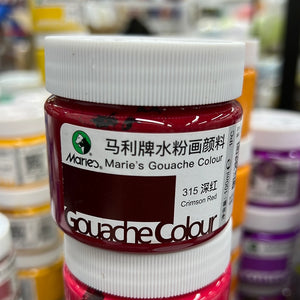 马利牌水粉画颜料
Marie's
Marie's Gouache Colour
315 深红
Crimson Red
Gouache Colour